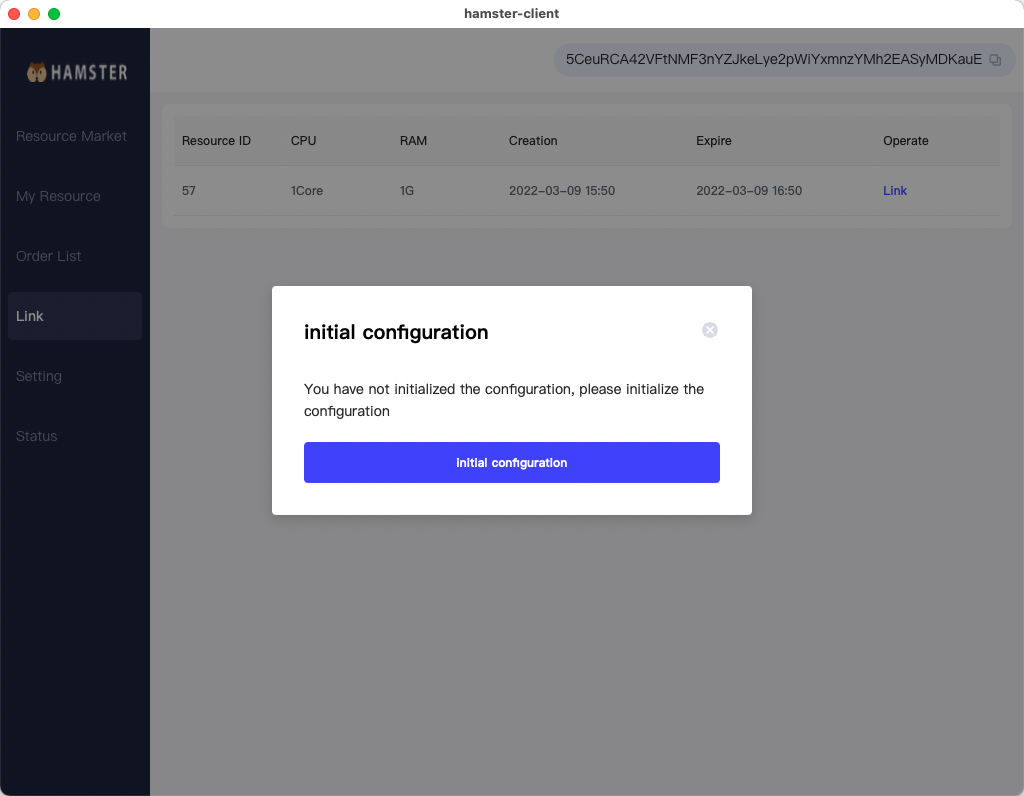 hamster-client
HAMSTER
5CeuRCA42VFtNMF3nYZJkeLye2pWiYxmnzYMh2EASyMDKauE
Resource Market
My Resource
Order List
Link
Setting
Status
Resource ID CPU RAM Creation Expire Operate
57 1Core 1G 2022-03-09 15:50 2022-03-09 16:50 Link
initial configuration
You have not initialized the configuration, please initialize the
configuration
initial configuration